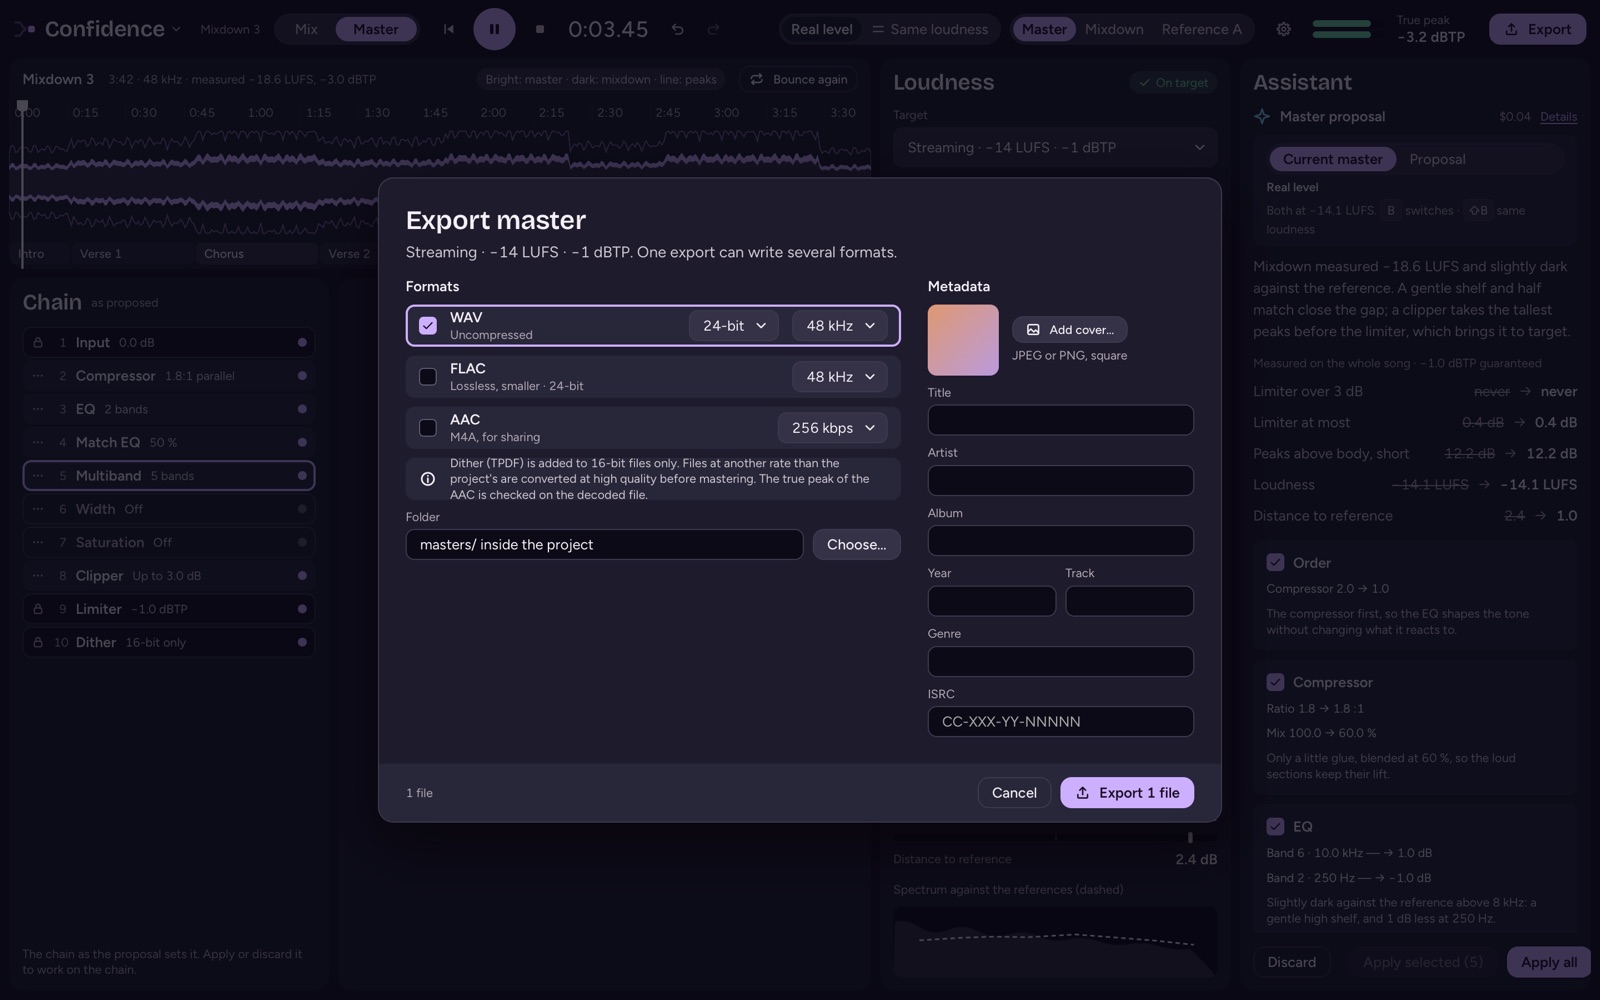 Confidence
Mixdown 3
Mix
Master
0:03.45
Real level
Same loudness
Master
Mixdown
Reference A
True peak
−3.2 dBTP
Export
Mixdown 3
3:42 · 48 kHz · measured −18.6 LUFS, −3.0 dBTP
Bright: master · dark: mixdown · line: peaks
Bounce again
0:00 0:15 0:30 0:45 1:00 1:15 1:30 1:45 2:00 2:15 2:30 2:45 3:00 3:15 3:30
Intro
Verse 1
Chorus
Verse 2
Chain
as proposed
1 Input 0.0 dB
2 Compressor 1.8:1 parallel
3 EQ 2 bands
4 Match EQ 50 %
5 Multiband 5 bands
6 Width Off
7 Saturation Off
8 Clipper Up to 3.0 dB
9 Limiter −1.0 dBTP
10 Dither 16-bit only
The chain as the proposal sets it. Apply or discard it
to work on the chain.
Export master
Streaming · −14 LUFS · −1 dBTP. One export can write several formats.
Formats
WAV
Uncompressed
24-bit
48 kHz
FLAC
Lossless, smaller · 24-bit
48 kHz
AAC
M4A, for sharing
256 kbps
Dither (TPDF) is added to 16-bit files only. Files at another rate than the
project's are converted at high quality before mastering. The true peak of the
AAC is checked on the decoded file.
Folder
masters/ inside the project
Choose...
Metadata
Add cover...
JPEG or PNG, square
Title
Artist
Album
Year
Track
Genre
ISRC
CC-XXX-YY-NNNNN
1 file
Cancel
Export 1 file
Loudness
On target
Target
Streaming · −14 LUFS · −1 dBTP
Distance to reference
2.4 dB
Spectrum against the references (dashed)
Assistant
Master proposal
$0.04
Details
Current master
Proposal
Real level
Both at −14.1 LUFS. B switches · ⇧B same
loudness
Mixdown measured −18.6 LUFS and slightly dark
against the reference. A gentle shelf and half
match close the gap; a clipper takes the tallest
peaks before the limiter, which brings it to target.
Measured on the whole song · −1.0 dBTP guaranteed
Limiter over 3 dB never → never
Limiter at most 0.4 dB → 0.4 dB
Peaks above body, short 12.2 dB → 12.2 dB
Loudness −14.1 LUFS → −14.1 LUFS
Distance to reference 2.4 → 1.0
Order
Compressor 2.0 → 1.0
The compressor first, so the EQ shapes the tone
without changing what it reacts to.
Compressor
Ratio 1.8 → 1.8 :1
Mix 100.0 → 60.0 %
Only a little glue, blended at 60 %, so the loud
sections keep their lift.
EQ
Band 6 · 10.0 kHz — → 1.0 dB
Band 2 · 250 Hz — → −1.0 dB
Slightly dark against the reference above 8 kHz: a
gentle high shelf, and 1 dB less at 250 Hz.
Discard
Apply selected (5)
Apply all